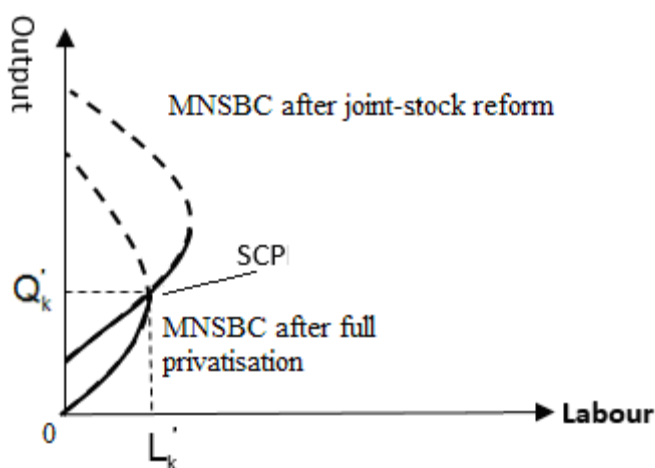 Output
MNSBC after joint-stock reform
SCP
Q'k
MNSBC after full
privatisation
0
L'k
Labour